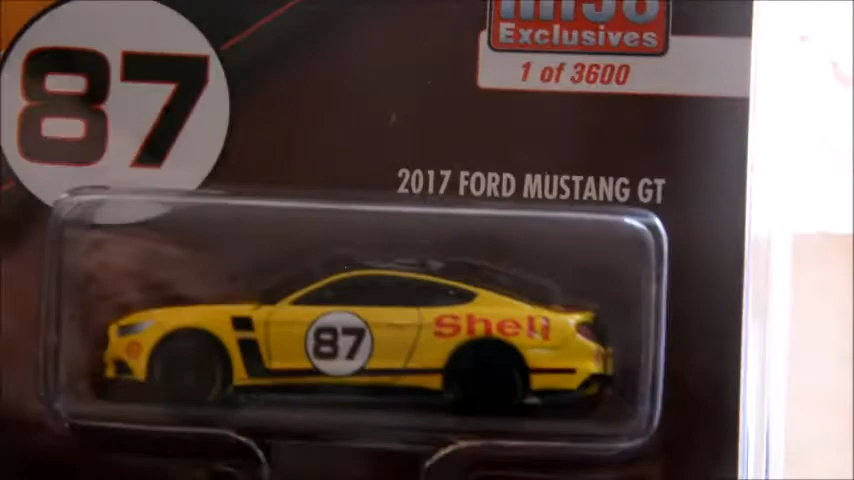 87
Exclusives
1 of 3600
2017 FORD MUSTANG GT
87
Shell